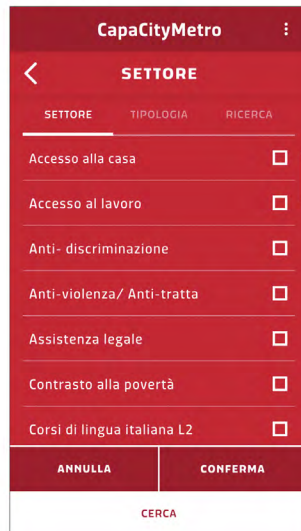 CapaCityMetro
SETTORE
SETTORE TIPOLOGIA RICERCA
Accesso alla casa
Accesso al lavoro
Anti- discriminazione
Anti-violenza/ Anti-tratta
Assistenza legale
Contrasto alla povertà
Corsi di lingua italiana L2
ANNULLA CONFERMA
CERCA